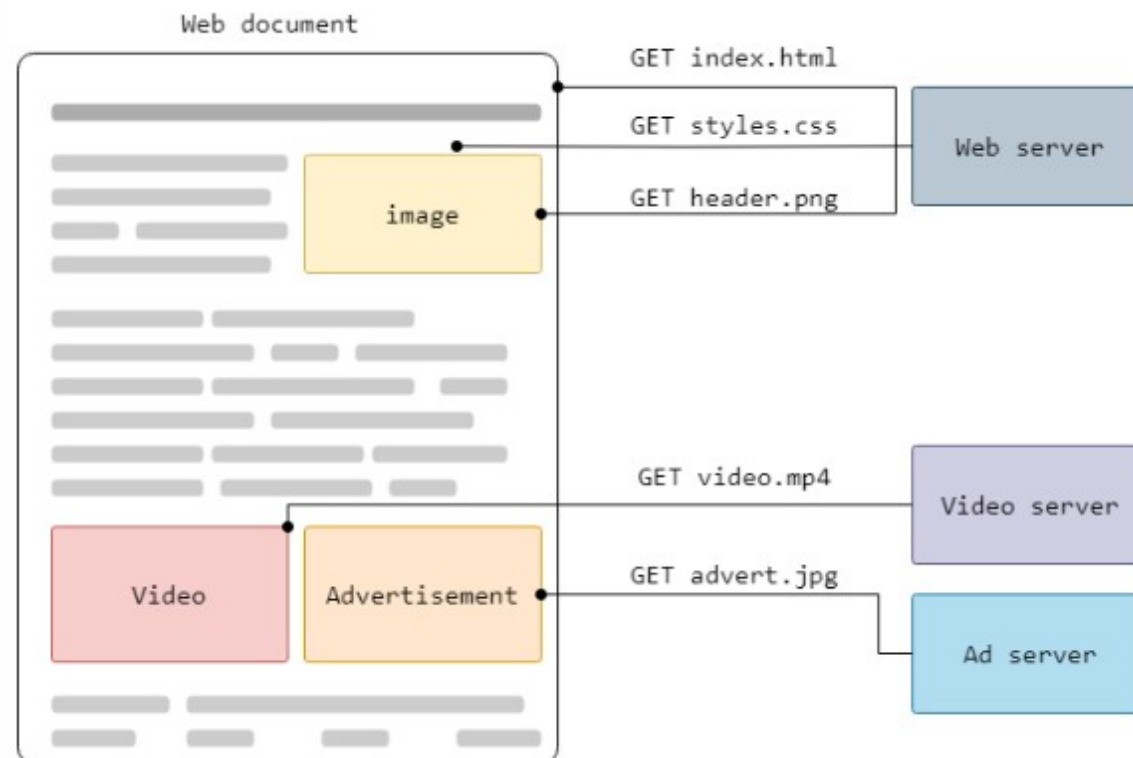 Web document
GET index.html
GET styles.css
Web server
GET header.png
image
GET video.mp4
Video server
GET advert.jpg
Video
Advertisement
Ad server